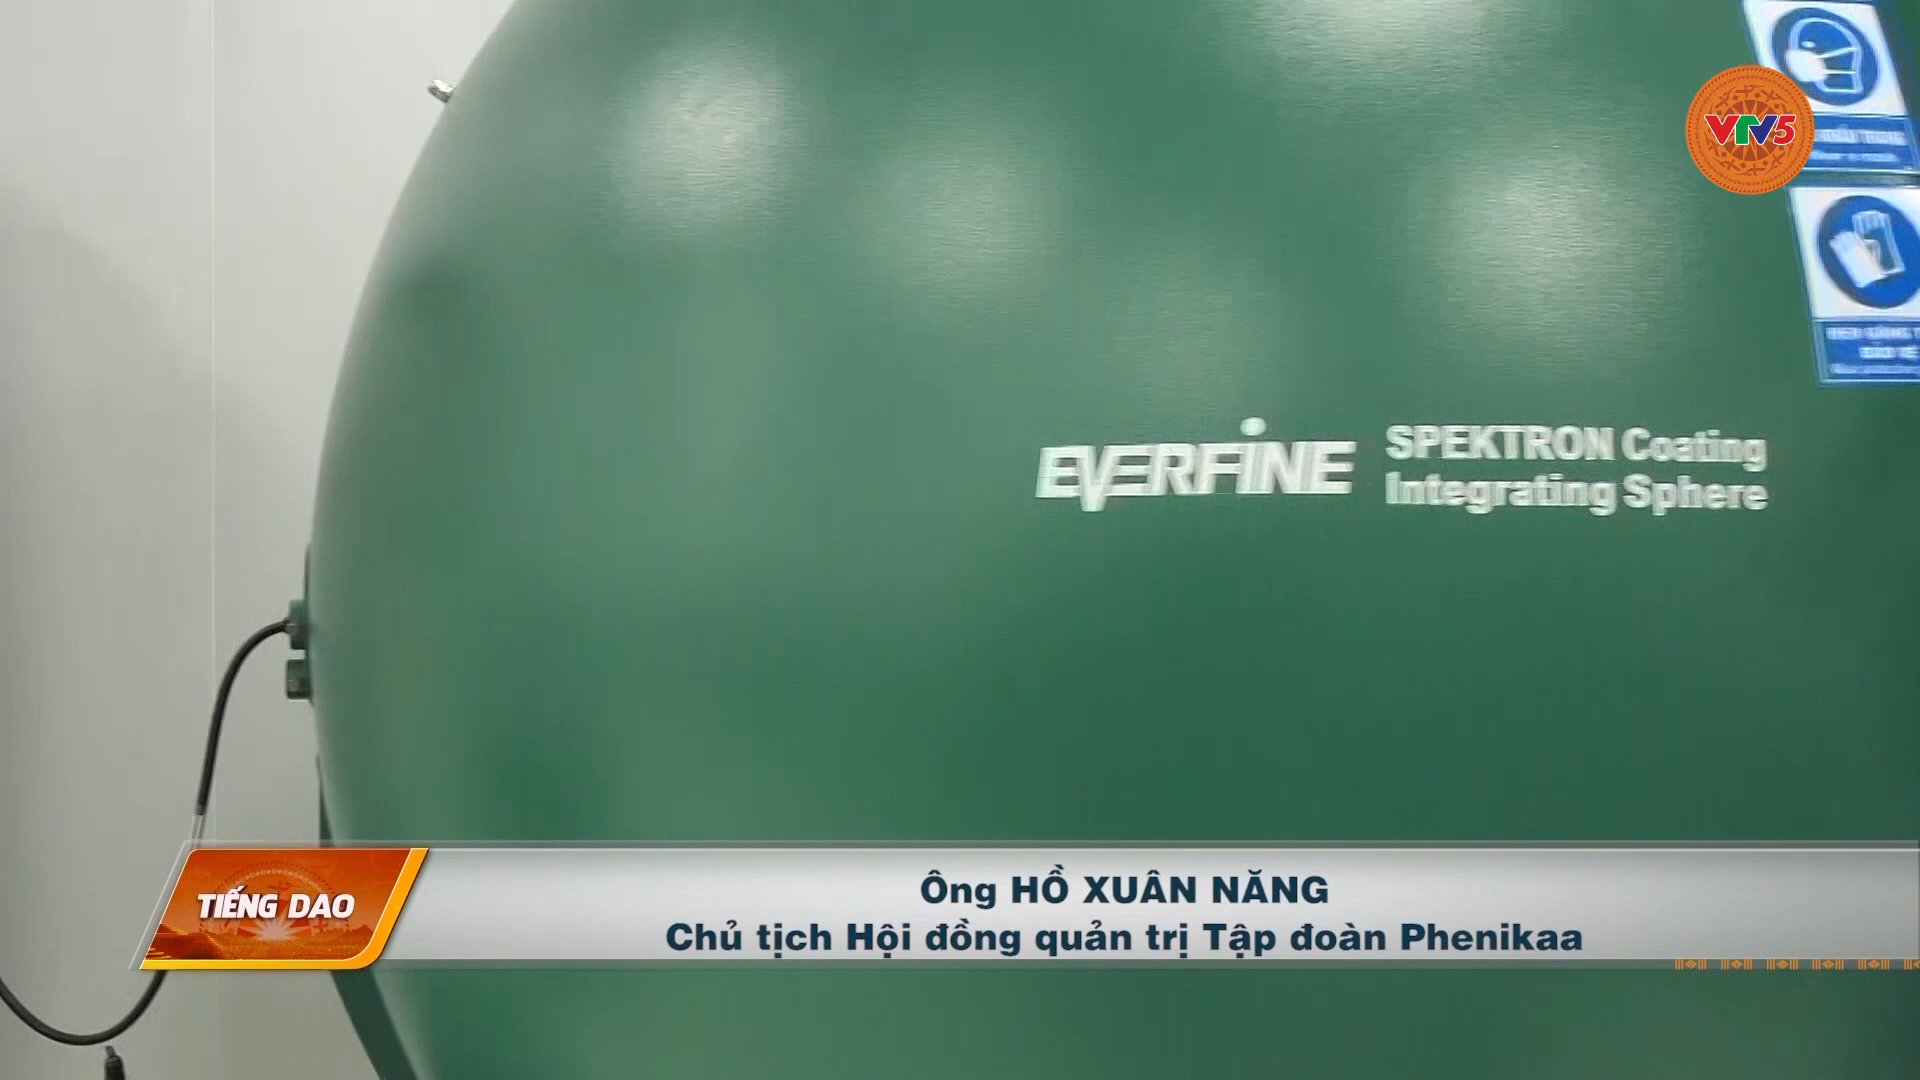 VTV5
EVERFINE
SPEKTRON Coating
Integrating Sphere
TIẾNG DAO
Ông HỒ XUÂN NĂNG
Chủ tịch Hội đồng quản trị Tập đoàn Phenikaa